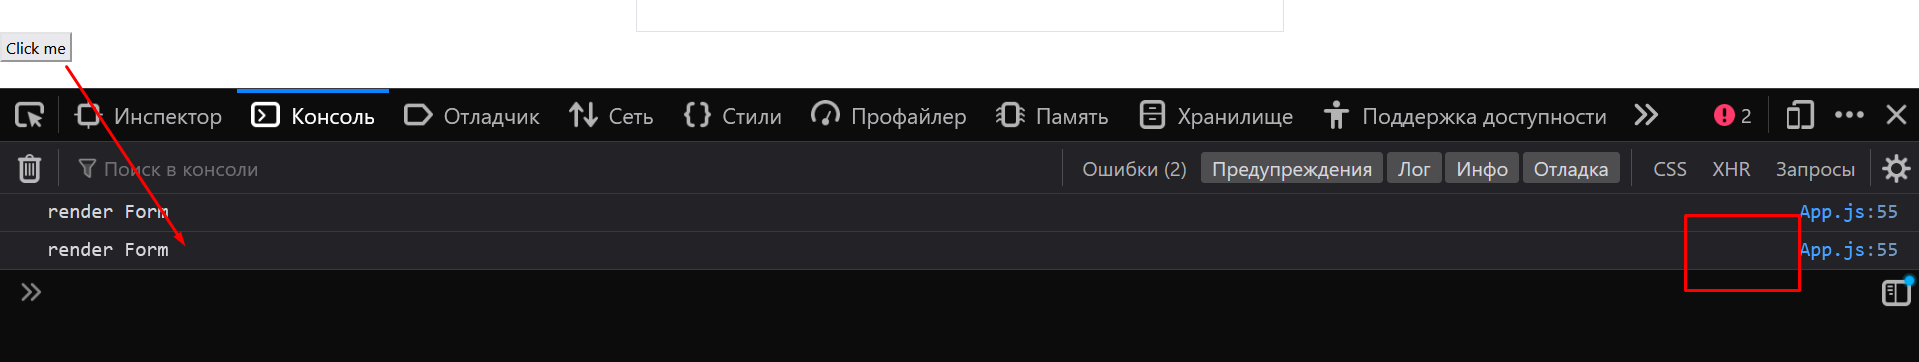 Click me
Инспектор Консоль Отладчик Сеть Стили Профайлер Память Хранилище Поддержка доступности 2
Поиск в консоли Ошибки (2) Предупреждения Лог Инфо Отладка CSS XHR Запросы
render Form App.js:55
render Form App.js:55